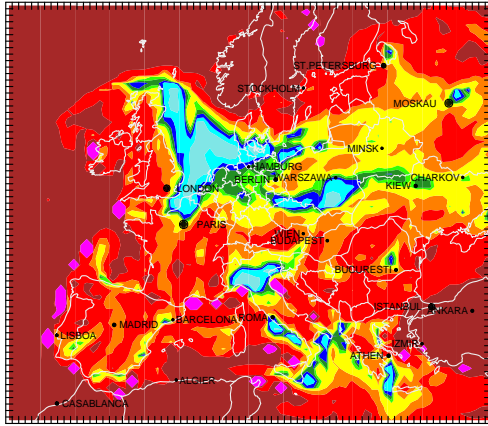 ST.PETERSBURG
STOCKHOLM
MOSKAU
MINSK
HAMBURG
BERLIN
WARSZAWA
CHARKOV
KIEW
LONDON
PARIS
WIEN
BUDAPEST
BUCURESTI
ISTANBUL
ANKARA
BARCELONA
ROMA
MADRID
LISBOA
IZMIR
ATHEN
ALGIER
CASABLANCA